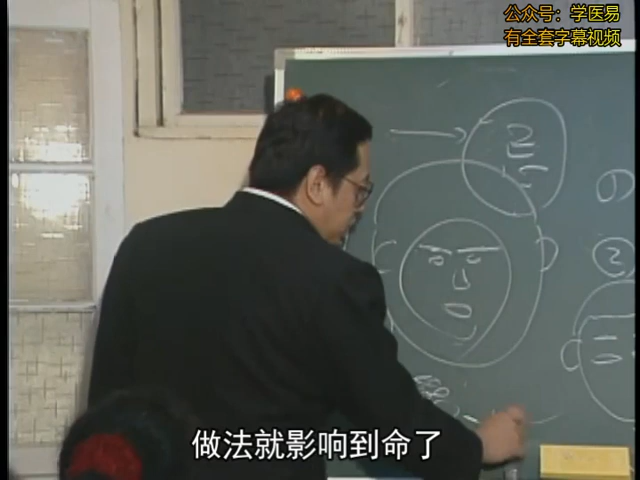 公众号：学医易
有全套字幕视频
②
做法就影响到命了